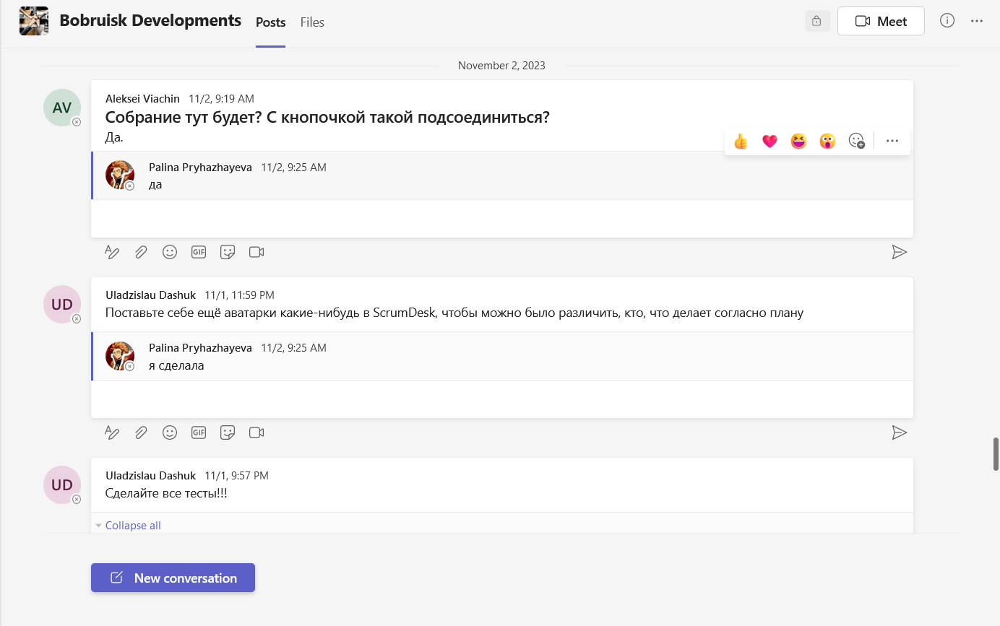 Bobruisk Developments Posts Files Meet
November 2, 2023
AV
Aleksei Viachin 11/2, 9:19 AM
Собрание тут будет? С кнопочкой такой подсоединиться?
Да.
Palina Pryhazhayeva 11/2, 9:25 AM
да
GIF
UD
Uladzislau Dashuk 11/1, 11:59 PM
Поставьте себе ещё аватарки какие-нибудь в ScrumDesk, чтобы можно было различить, кто, что делает согласно плану
Palina Pryhazhayeva 11/2, 9:25 AM
я сделала
GIF
UD
Uladzislau Dashuk 11/1, 9:57 PM
Сделайте все тесты!!!
Collapse all
New conversation